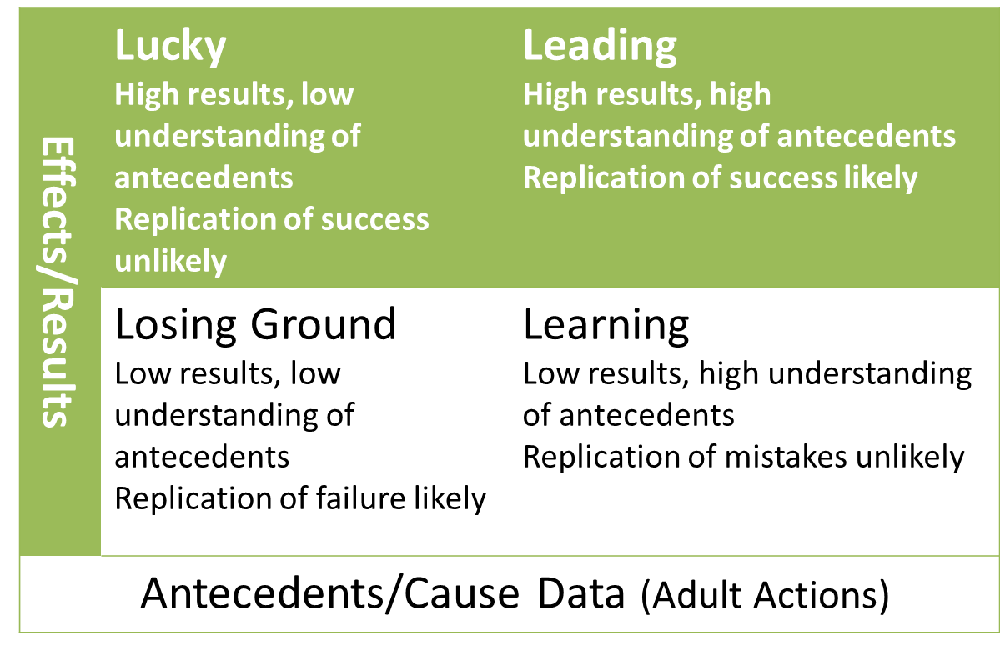 Effects/Results
Lucky
High results, low
understanding of
antecedents
Replication of success
unlikely
Leading
High results, high
understanding of antecedents
Replication of success likely
Losing Ground
Low results, low
understanding of
antecedents
Replication of failure likely
Learning
Low results, high understanding
of antecedents
Replication of mistakes unlikely
Antecedents/Cause Data (Adult Actions)